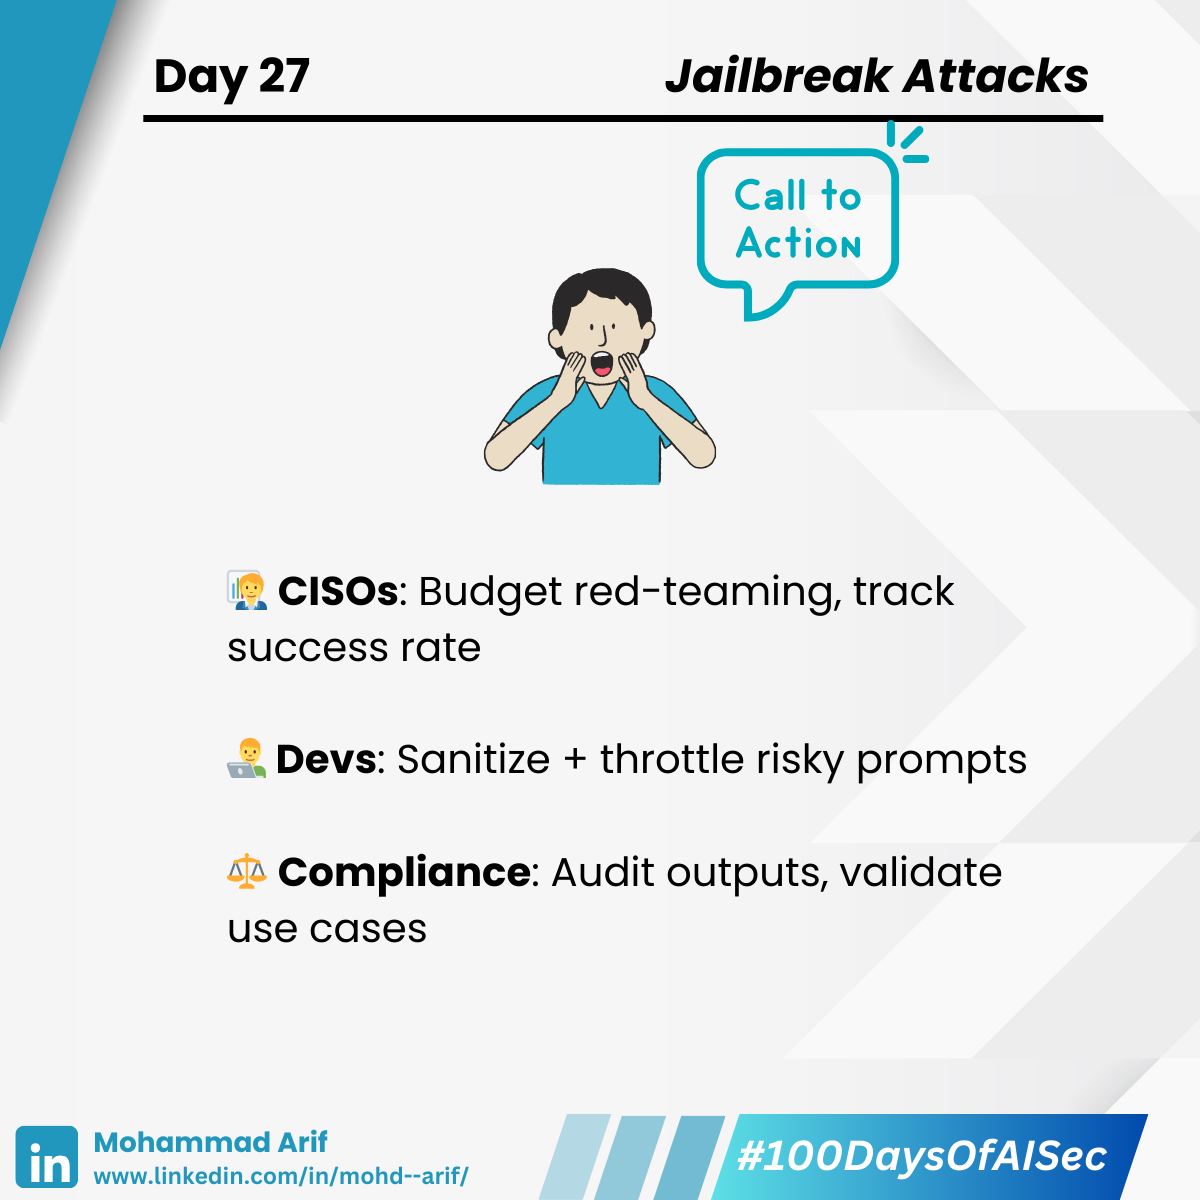 Day 27
Jailbreak Attacks
Call to
Action
CISOs: Budget red-teaming, track
success rate
Devs: Sanitize + throttle risky prompts
Compliance: Audit outputs, validate
use cases
in
Mohammad Arif
www.linkedin.com/in/mohd--arif/
#100DaysOfAISec